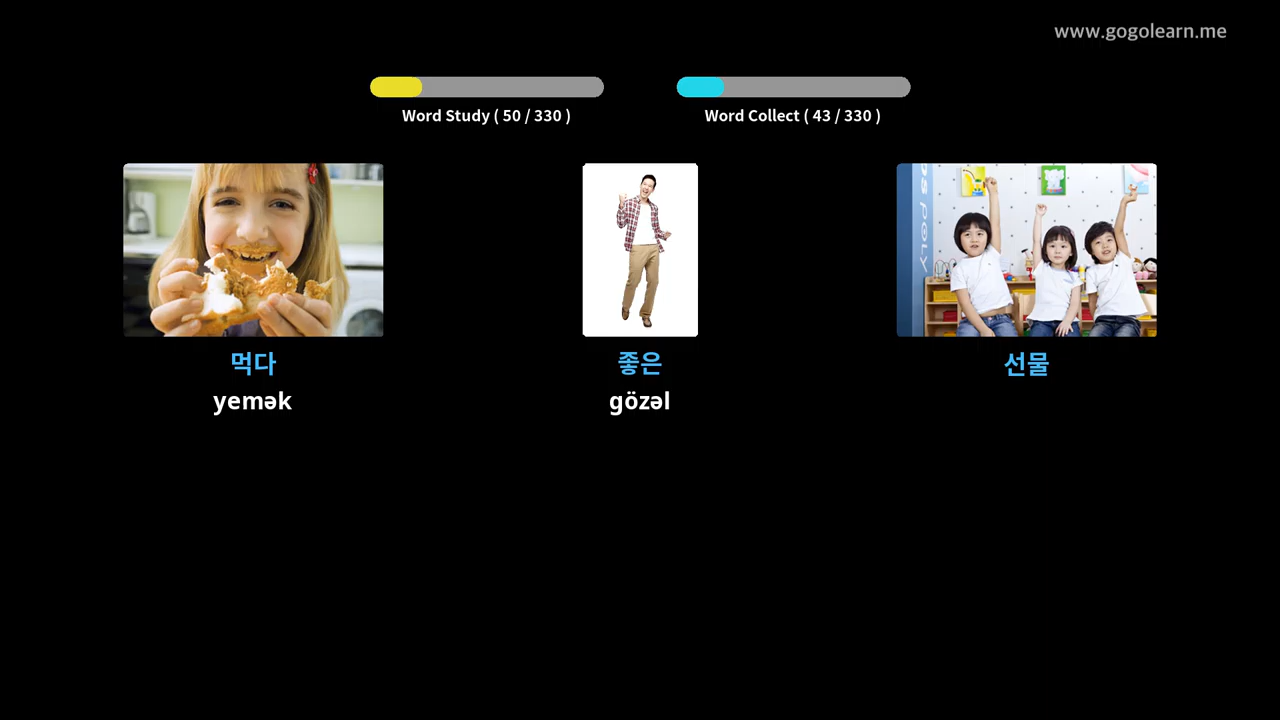 www.gogolearn.me
Word Study ( 50 / 330 )
Word Collect ( 43 / 330 )
먹다
yemək
좋은
gözəl
선물